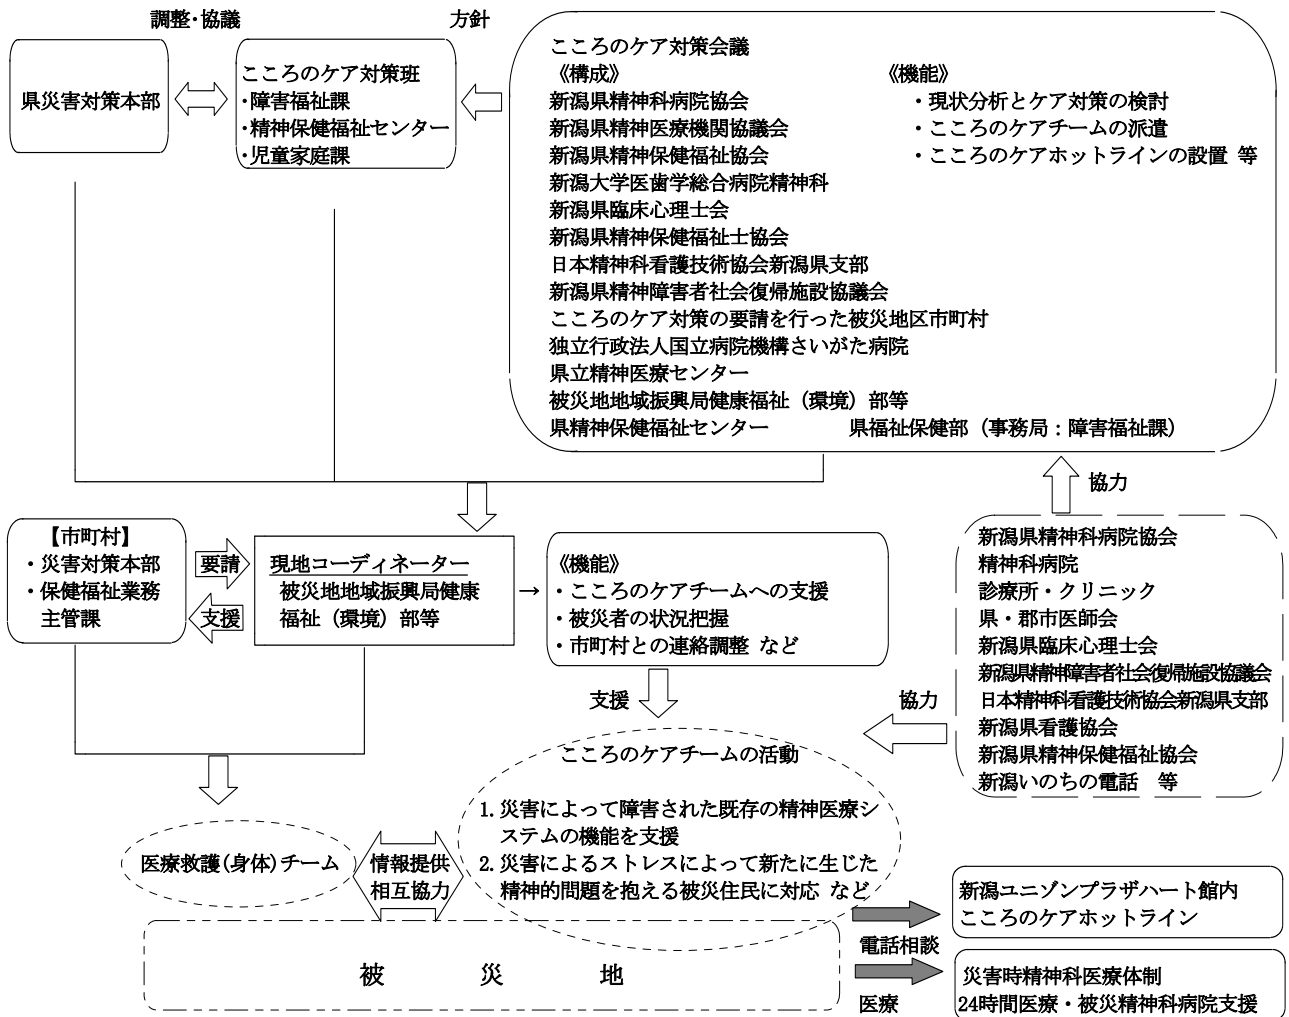 調整・協議
方針
県災害対策本部
こころのケア対策班
・障害福祉課
・精神保健福祉センター
・児童家庭課
こころのケア対策会議
《構成》
新潟県精神科病院協会
新潟県精神医療機関協議会
新潟県精神保健福祉協会
新潟大学医歯学総合病院精神科
新潟県臨床心理士会
新潟県精神保健福祉士協会
日本精神科看護技術協会新潟県支部
新潟県精神障害者社会復帰施設協議会
こころのケア対策の要請を行った被災地区市町村
独立行政法人国立病院機構さいがた病院
県立精神医療センター
被災地地域振興局健康福祉（環境）部等
県精神保健福祉センター　県福祉保健部（事務局：障害福祉課）
《機能》
・現状分析とケア対策の検討
・こころのケアチームの派遣
・こころのケアホットラインの設置 等
協力
【市町村】
・災害対策本部
・保健福祉業務
主管課
要請
支援
現地コーディネーター
被災地地域振興局健康
福祉（環境）部等
→
《機能》
・こころのケアチームへの支援
・被災者の状況把握
・市町村との連絡調整 など
支援
協力
新潟県精神科病院協会
精神科病院
診療所・クリニック
県・郡市医師会
新潟県臨床心理士会
新潟県精神障害者社会復帰施設協議会
日本精神科看護技術協会新潟県支部
新潟県看護協会
新潟県精神保健福祉協会
新潟いのちの電話　等
こころのケアチームの活動
1. 災害によって障害された既存の精神医療シ
ステムの機能を支援
2. 災害によるストレスによって新たに生じた
精神的問題を抱える被災住民に対応 など
医療救護(身体)チーム
情報提供
相互協力
被　災　地
電話相談
医療
新潟ユニゾンプラザハート館内
こころのケアホットライン
災害時精神科医療体制
24時間医療・被災精神科病院支援